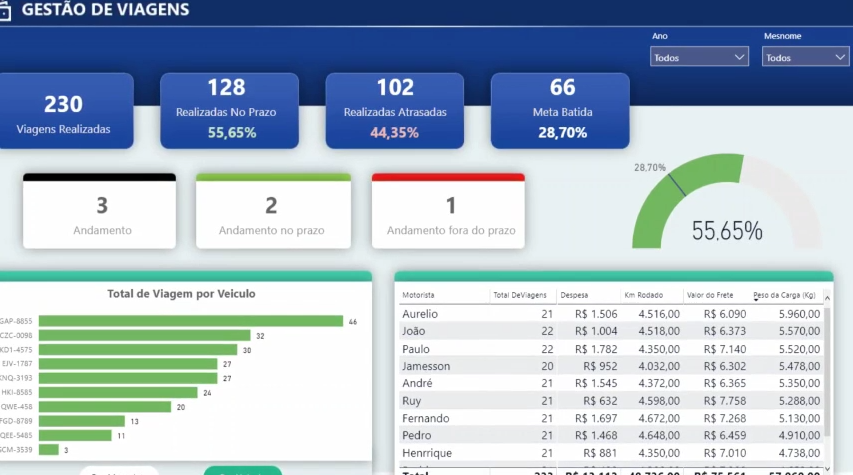 GESTÃO DE VIAGENS
Ano
Mesnome
Todos
Todos
230
Viagens Realizadas
128
Realizadas No Prazo
55,65%
102
Realizadas Atrasadas
44,35%
66
Meta Batida
28,70%
3
Andamento
2
Andamento no prazo
1
Andamento fora do prazo
28,70%
55,65%
Total de Viagem por Veiculo
GAP-8855 46
CZC-0098 32
KD1-4575 30
EJV-1787 27
KNQ-3193 27
HKI-8585 24
QWE-458 20
FGD-8789 13
QEE-5485 11
GCM-3539 3
Motorista Total DeViagens Despesa Km Rodado Valor do Frete Peso da Carga (Kg)
Aurelio 21 R$ 1.506 4.516,00 R$ 6.090 5.960,00
João 22 R$ 1.004 4.518,00 R$ 6.373 5.570,00
Paulo 22 R$ 1.782 4.350,00 R$ 7.140 5.520,00
Jamesson 20 R$ 952 4.032,00 R$ 6.302 5.478,00
André 21 R$ 1.545 4.372,00 R$ 6.365 5.350,00
Ruy 21 R$ 632 4.598,00 R$ 7.758 5.288,00
Fernando 21 R$ 1.697 4.672,00 R$ 7.268 5.130,00
Pedro 21 R$ 1.468 4.648,00 R$ 6.459 4.910,00
Henrrique 21 R$ 881 4.350,00 R$ 7.010 4.738,00
Total